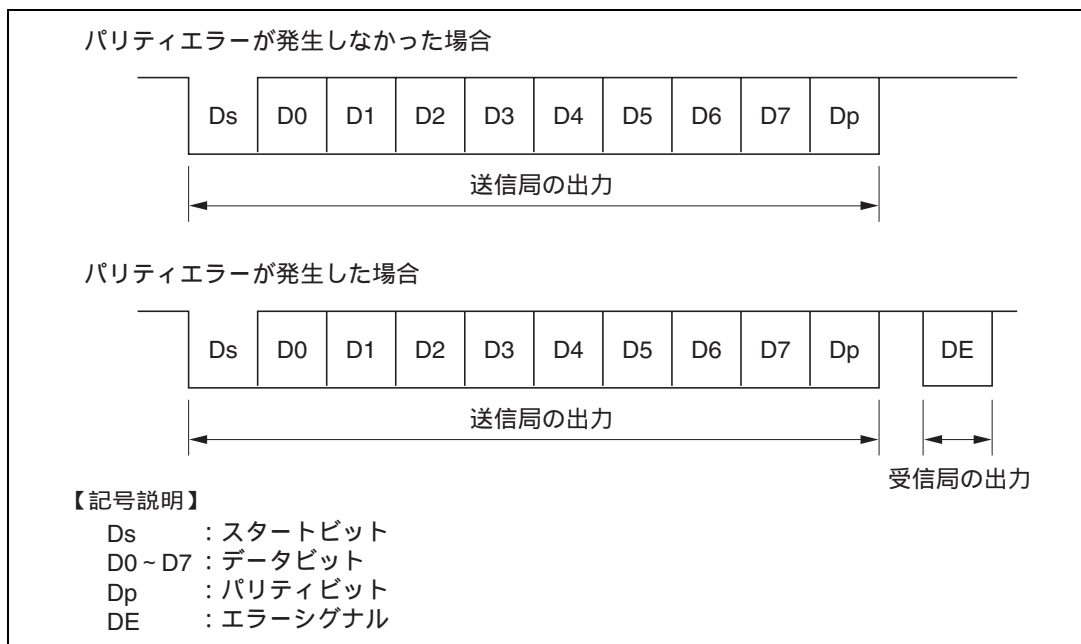 パリティエラーが発生しなかった場合
Ds D0 D1 D2 D3 D4 D5 D6 D7 Dp
送信局の出力
パリティエラーが発生した場合
Ds D0 D1 D2 D3 D4 D5 D6 D7 Dp DE
送信局の出力
受信局の出力
【記号説明】
Ds : スタートビット
D0~D7 : データビット
Dp : パリティビット
DE : エラーシグナル